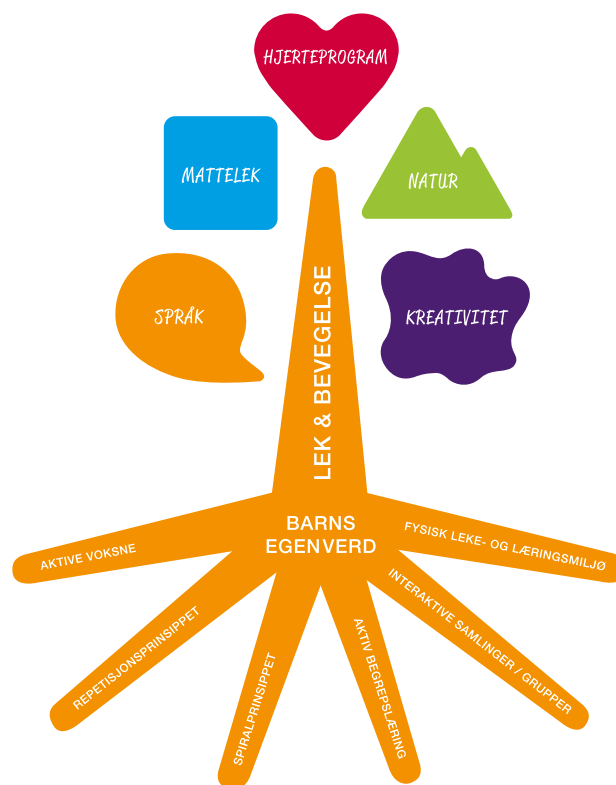 HJERTEPROGRAM
MATTELEK
NATUR
SPRÅK
KREATIVITET
LEK & BEVEGELSE
BARNS
EGENVERD
AKTIVE VOKSNE
REPETISJONSPRINSIPPET
SPIRALPRINSIPPET
AKTIV BEGREPSLÆRING
INTERAKTIVE SAMLINGER / GRUPPER
FYSISK LEKE- OG LÆRINGSMILJØ